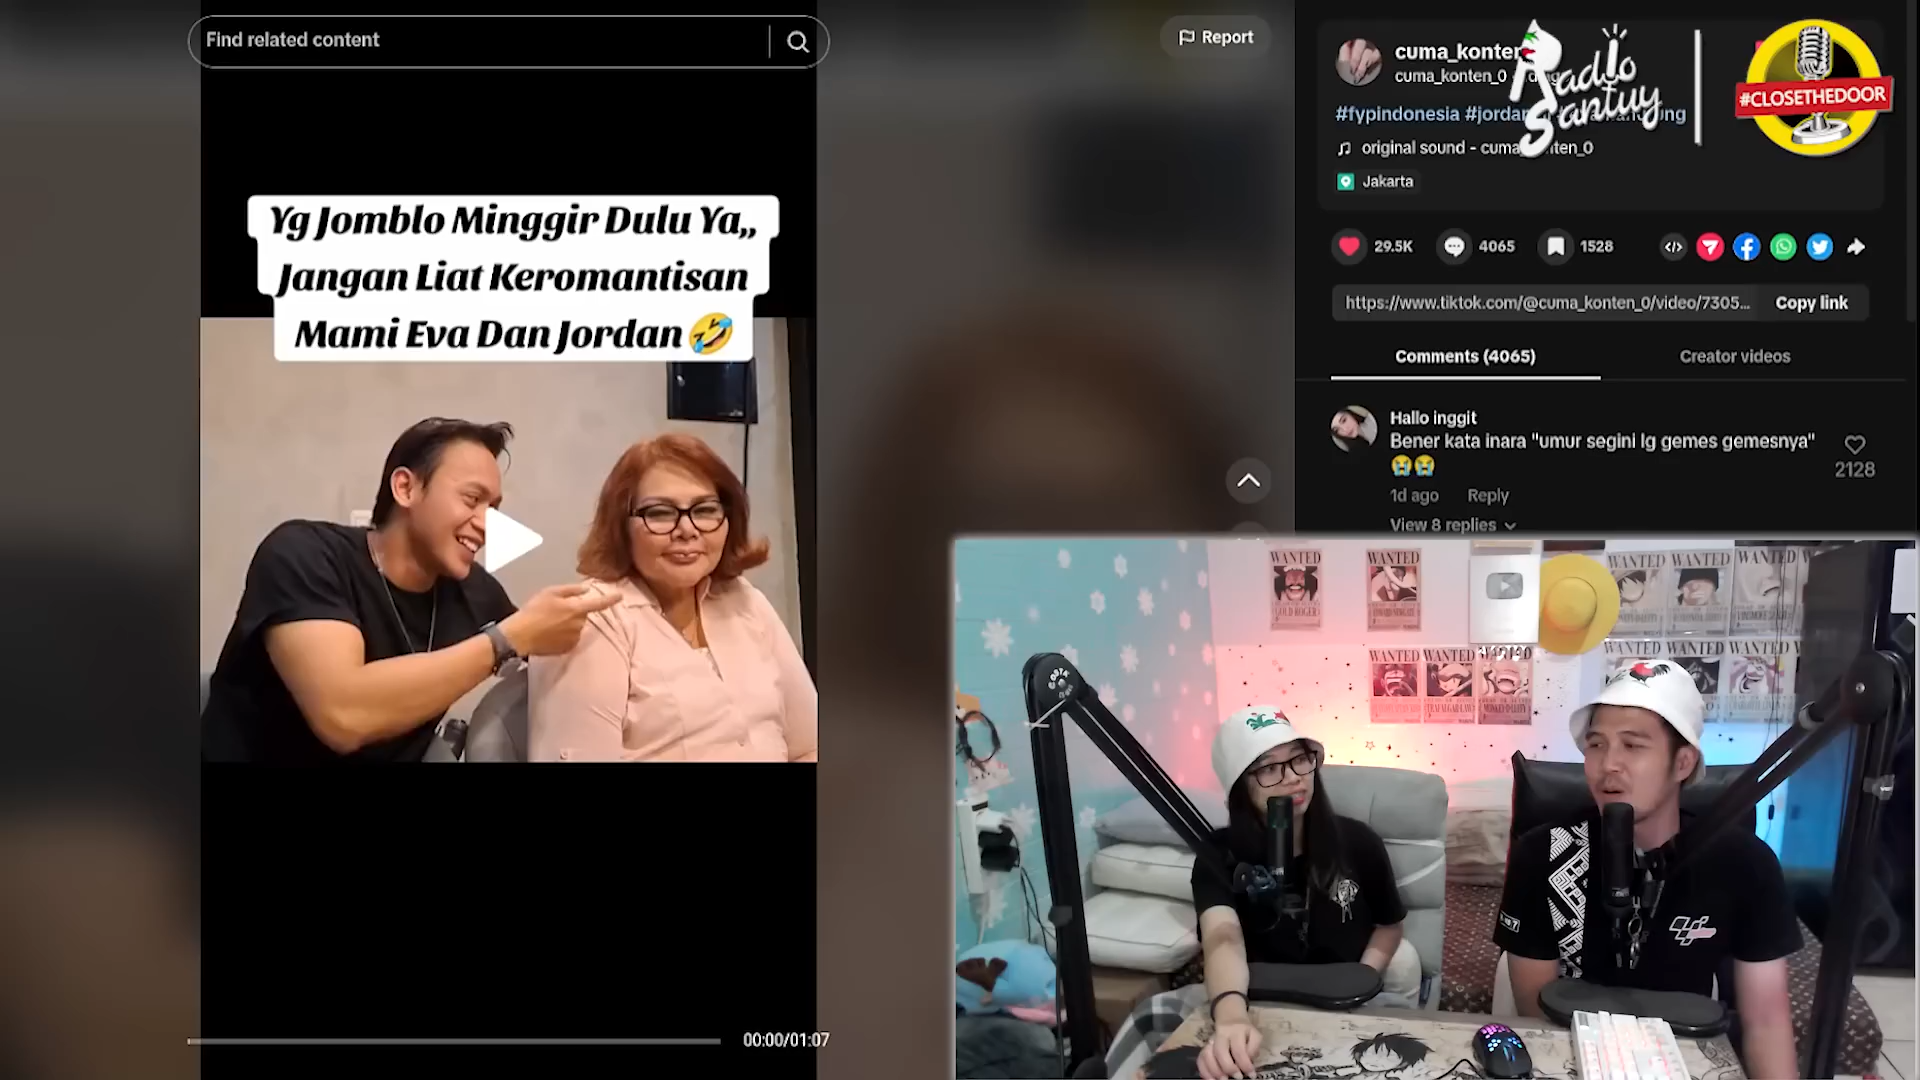 Find related content
Report
Yg Jomblo Minggir Dulu Ya,,
Jangan Liat Keromantisan
Mami Eva Dan Jordan 🤣
00:00/01:07
cuma_konten
cuma_konten_0
#fypindonesia
original sound - cuma
Jakarta
Radio
Santuy
#CLOSETHEDOOR
29.5K
4065
1528
https://www.tiktok.com/@cuma_konten_0/video/7305...
Copy link
Comments (4065)
Creator videos
Hallo inggit
Bener kata inara "umur segini lg gemes gemesnya"
😭😭
2128
1d ago
Reply
View 8 replies
WANTED
WANTED
WANTED WANTED WANTED
WANTED WANTED
WANTED WANTED